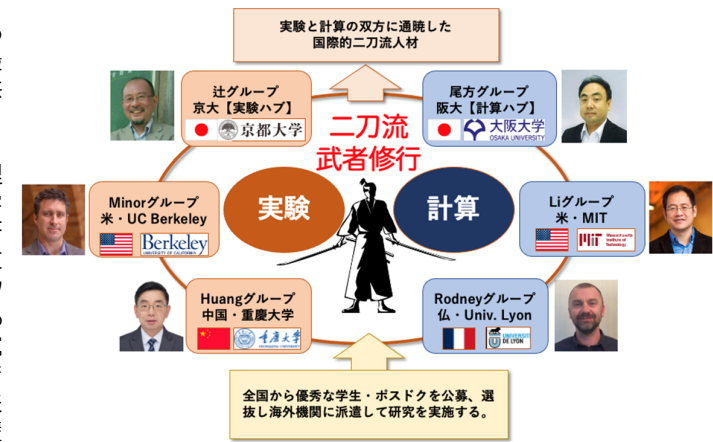 実験と計算の双方に通暁した
国際的二刀流人材
辻グループ
京大【実験ハブ】
京都大学
尾方グループ
阪大【計算ハブ】
大阪大学
OSAKA UNIVERSITY
二刀流
武者修行
実験
計算
Minorグループ
米・UC Berkeley
Berkeley
UNIVERSITY OF CALIFORNIA
Liグループ
米・MIT
MIT
Massachusetts
Institute of
Technology
Huangグループ
中国・重慶大学
重慶大學
Rodneyグループ
仏・Univ. Lyon
UNIVERSITÉ
DE LYON
全国から優秀な学生・ポスドクを公募、選
抜し海外機関に派遣して研究を実施する。